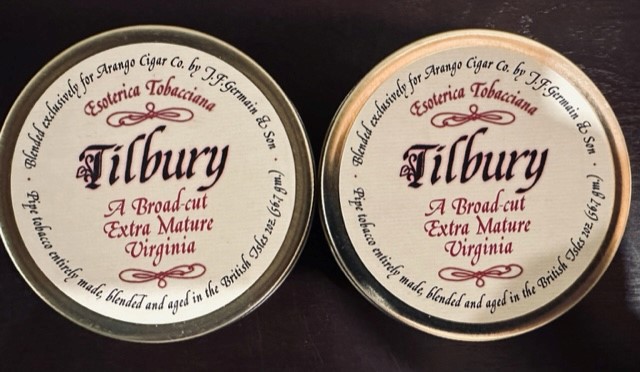 Blended exclusively for Arango Cigar Co. by J.F.Germain & Son
Esoterica Tobacciana
Tilbury
A Broad-cut
Extra Mature
Virginia
Pipe tobacco entirely made, blended and aged in the British Isles 2oz (56.7 gm)
Blended exclusively for Arango Cigar Co. by J.F.Germain & Son
Esoterica Tobacciana
Tilbury
A Broad-cut
Extra Mature
Virginia
Pipe tobacco entirely made, blended and aged in the British Isles 2oz (56.7 gm)